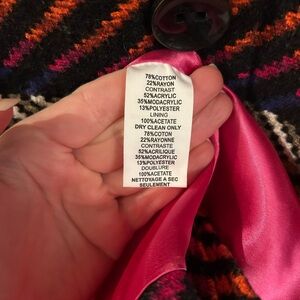 78%COTTON
22%RAYON
CONTRAST
52%ACRYLIC
35%MODACRYLIC
13%POLYESTER
LINING
100%ACETATE
DRY CLEAN ONLY
78%COTON
22%RAYONNE
CONTRASTE
52%ACRILIQUE
35%MODACRYLIC
13%POLYESTER
DOUBLURE
100%ACETATE
NETTOYAGE A SEC
SEULEMENT